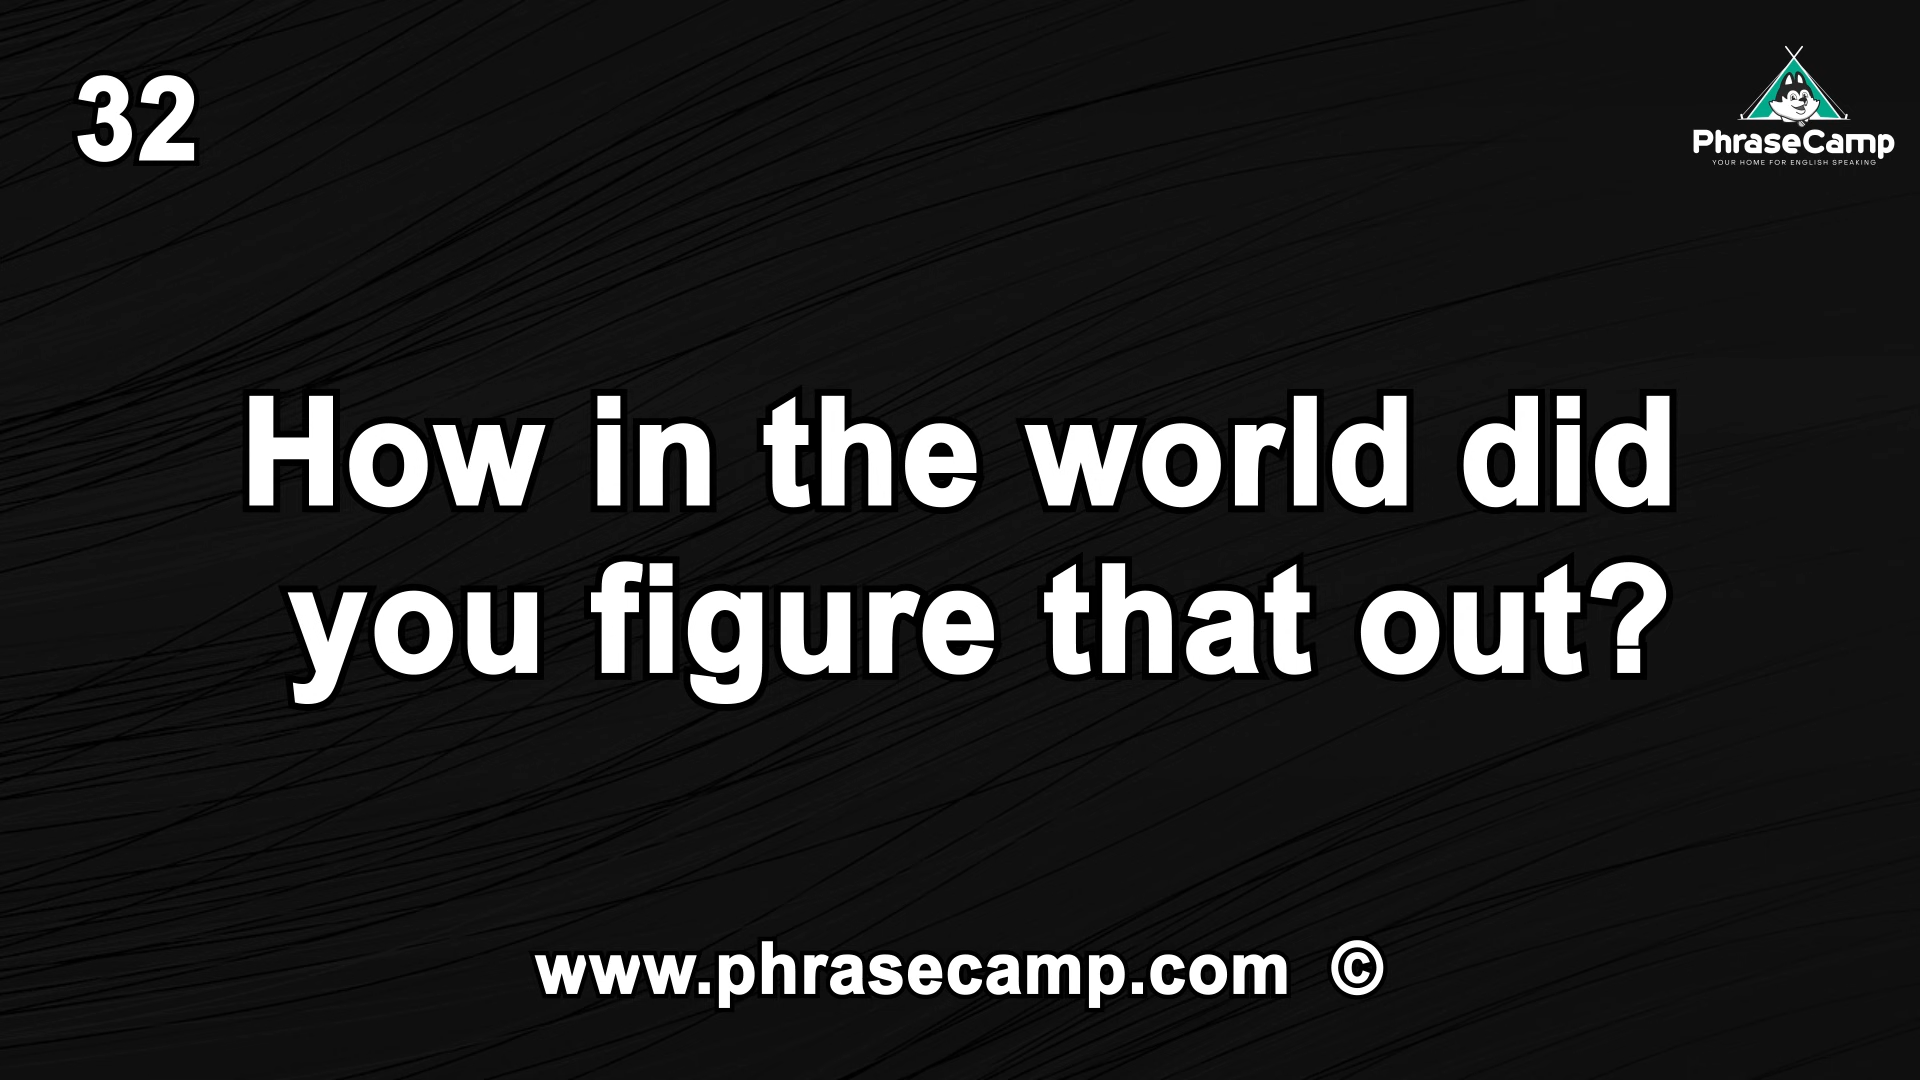 32
PhraseCamp
YOUR HOME FOR ENGLISH SPEAKING
How in the world did
you figure that out?
www.phrasecamp.com ©